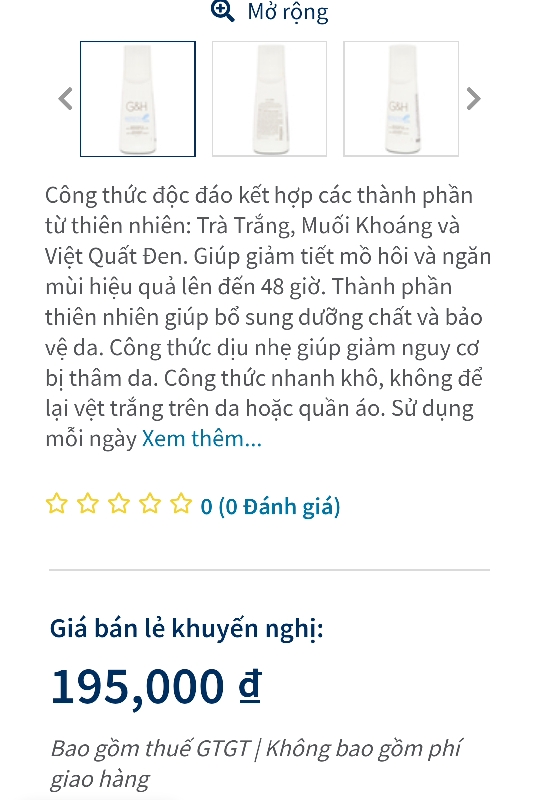 Mở rộng
G&H
G&H
Công thức độc đáo kết hợp các thành phần
từ thiên nhiên: Trà Trắng, Muối Khoáng và
Việt Quất Đen. Giúp giảm tiết mồ hôi và ngăn
mùi hiệu quả lên đến 48 giờ. Thành phần
thiên nhiên giúp bổ sung dưỡng chất và bảo
vệ da. Công thức dịu nhẹ giúp giảm nguy cơ
bị thâm da. Công thức nhanh khô, không để
lại vệt trắng trên da hoặc quần áo. Sử dụng
mỗi ngày Xem thêm...
0 (0 Đánh giá)
Giá bán lẻ khuyến nghị:
195,000 ₫
Bao gồm thuế GTGT | Không bao gồm phí
giao hàng